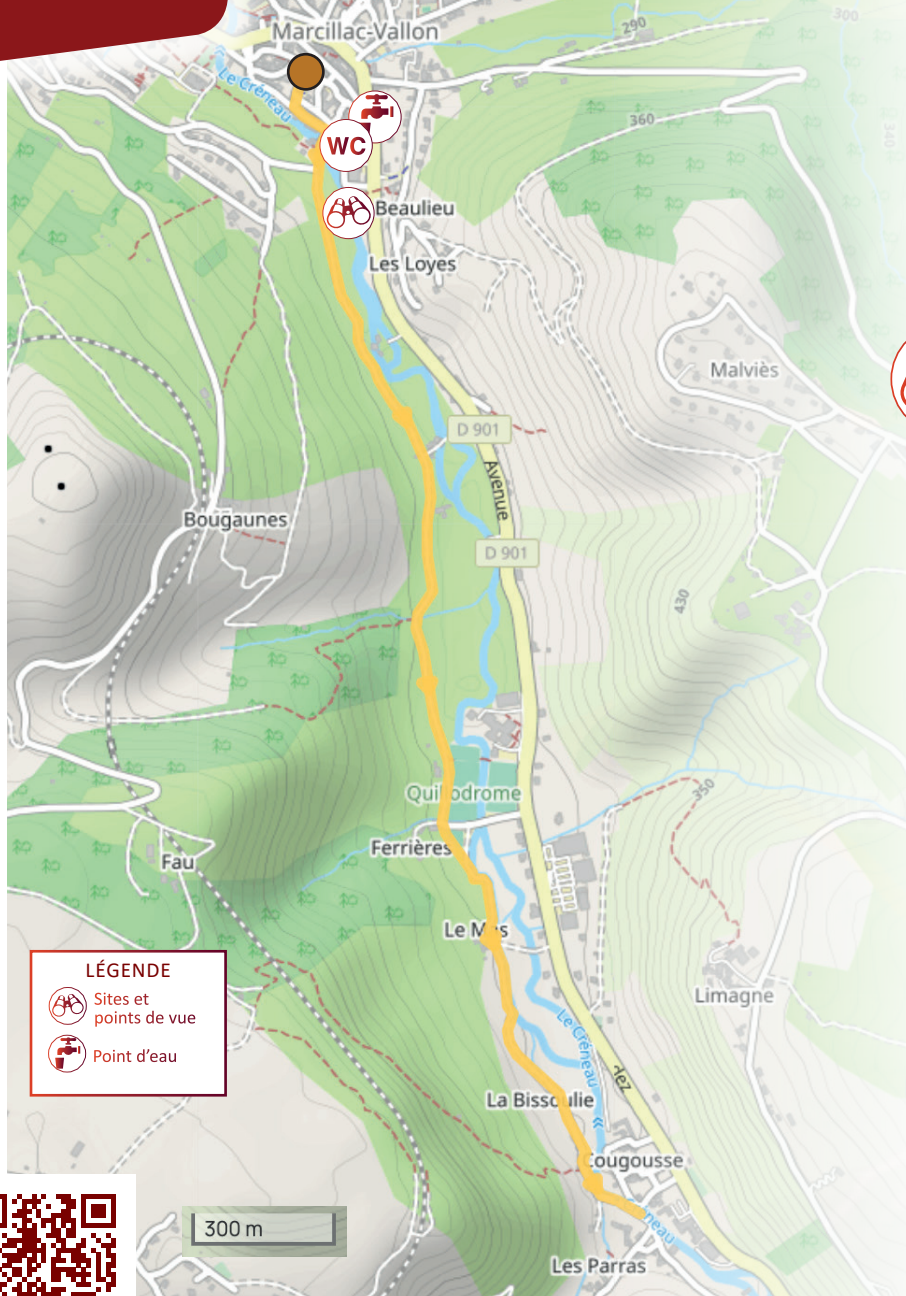 Marcillac-Vallon
290
300
Le Créneau
360
340
WC
Beaulieu
Les Loyes
Malviès
D 901
Avenue
Bougaunes
D 901
430
350
Quillodrome
Ferrières
Fau
Le Mas
LÉGENDE
Sites et
points de vue
Point d'eau
Limagne
Le Créneau
dez
La Bissoulie
Cougousse
neau
300 m
Les Parras